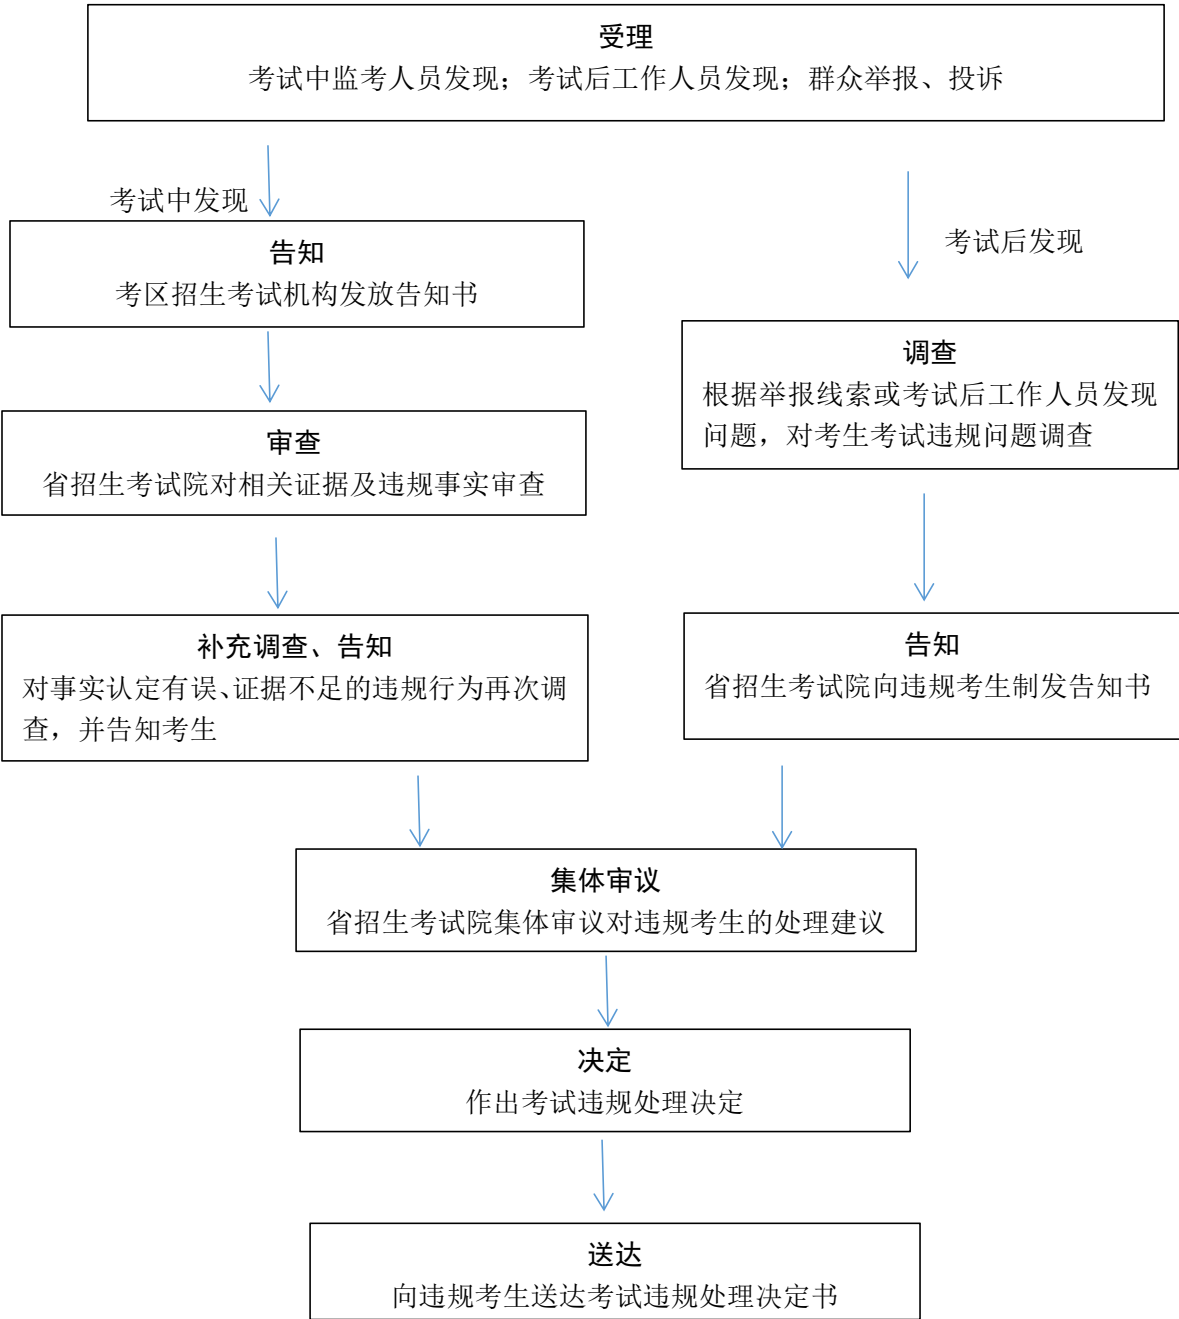 受理
考试中监考人员发现；考试后工作人员发现；群众举报、投诉
考试中发现
告知
考区招生考试机构发放告知书
审查
省招生考试院对相关证据及违规事实审查
补充调查、告知
对事实认定有误、证据不足的违规行为再次调
查，并告知考生
考试后发现
调查
根据举报线索或考试后工作人员发现
问题，对考生考试违规问题调查
告知
省招生考试院向违规考生制发告知书
集体审议
省招生考试院集体审议对违规考生的处理建议
决定
作出考试违规处理决定
送达
向违规考生送达考试违规处理决定书